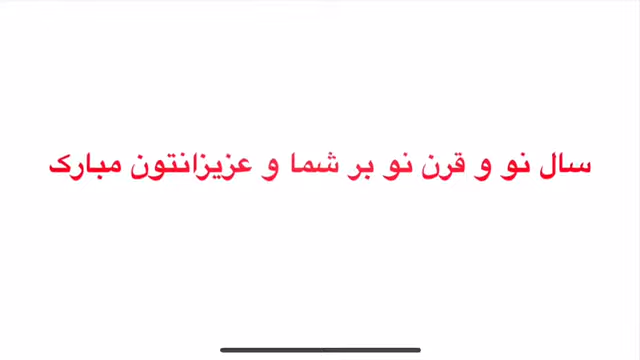 سال نو و قرن نو بر شما و عزیزانتون مبارک